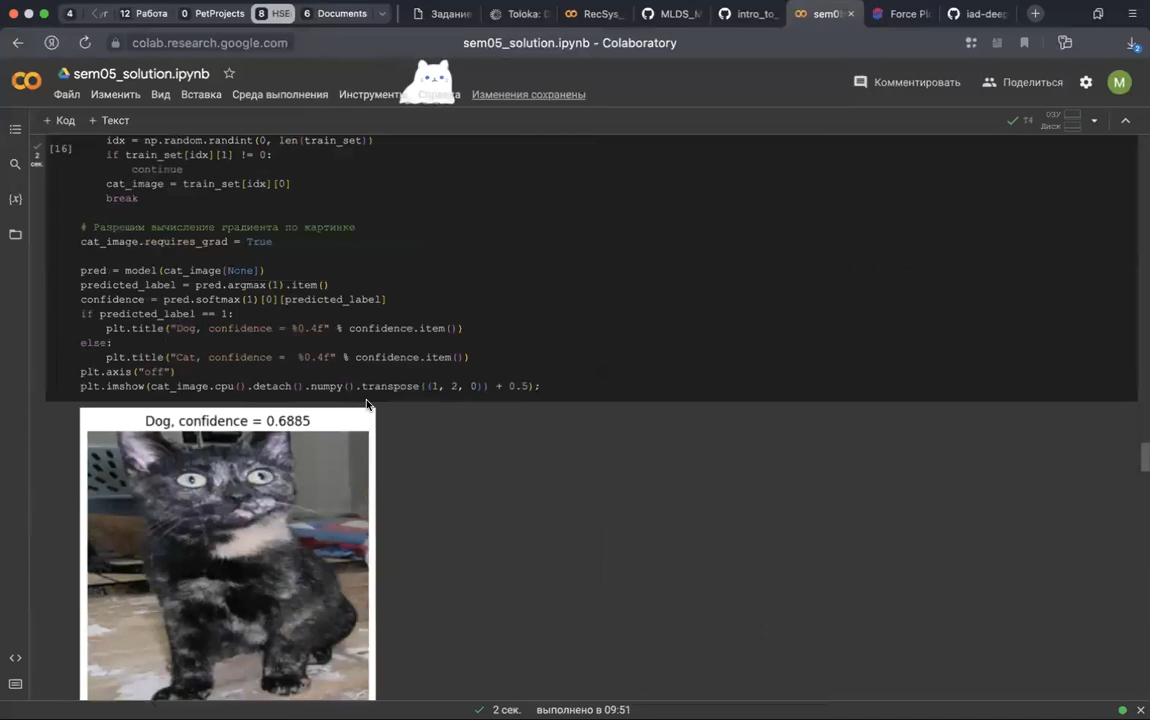 4
12 Работа
0 PetProjects
8 HSE
6 Documents
Задание
Toloka: D
RecSys_
MLDS_M
intro_to_
sem0
Force Pl
iad-deep
colab.research.google.com
sem05_solution.ipynb - Colaboratory
2
sem05_solution.ipynb
Файл Изменить Вид Вставка Среда выполнения Инструменты Справка Изменения сохранены
Комментировать
Поделиться
M
+ Код + Текст
T4
ОЗУ
Диск
[16]
2
сек.
idx = np.random.randint(0, len(train_set))
if train_set[idx][1] != 0:
continue
cat_image = train_set[idx][0]
break
# Разрешим вычисление градиента по картинке
cat_image.requires_grad = True
pred = model(cat_image[None])
predicted_label = pred.argmax(1).item()
confidence = pred.softmax(1)[0][predicted_label]
if predicted_label == 1:
plt.title("Dog, confidence = %0.4f" % confidence.item())
else:
plt.title("Cat, confidence =  %0.4f" % confidence.item())
plt.axis("off")
plt.imshow(cat_image.cpu().detach().numpy().transpose((1, 2, 0)) + 0.5);
Dog, confidence = 0.6885
2 сек. выполнено в 09:51